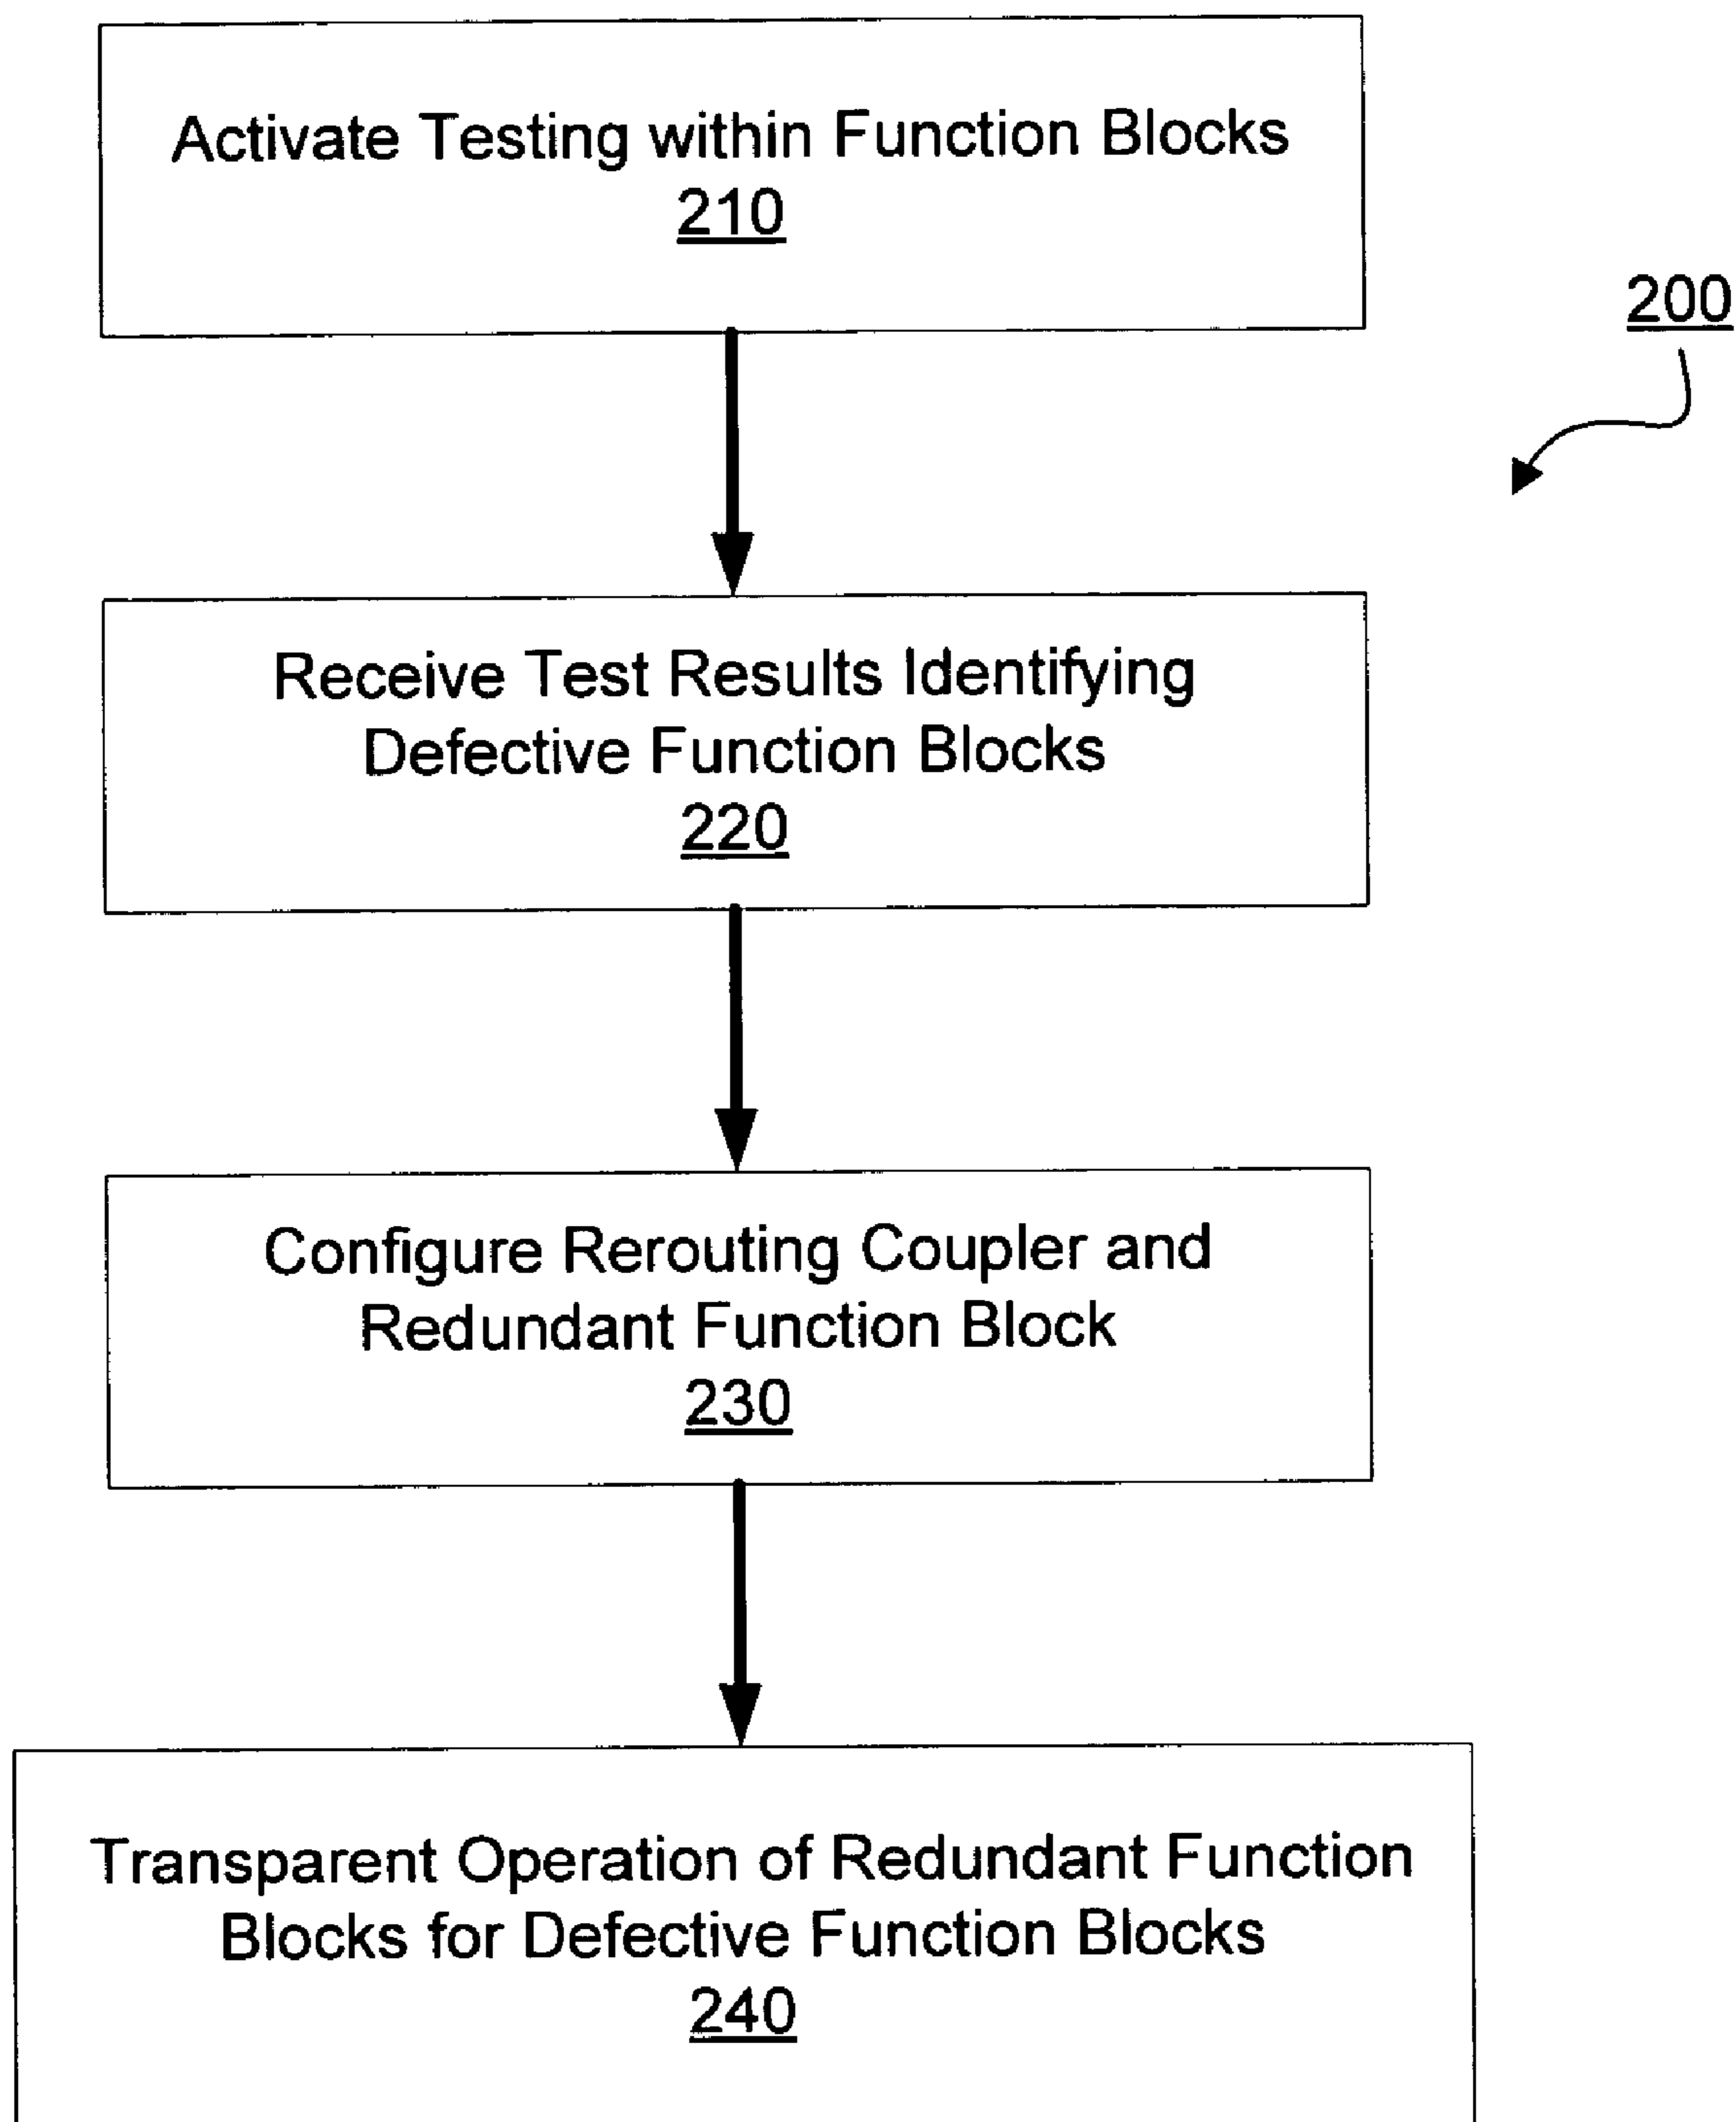 Activate Testing within Function Blocks
210
200
Receive Test Results Identifying
Defective Function Blocks
220
Configure Rerouting Coupler and
Redundant Function Block
230
Transparent Operation of Redundant Function
Blocks for Defective Function Blocks
240